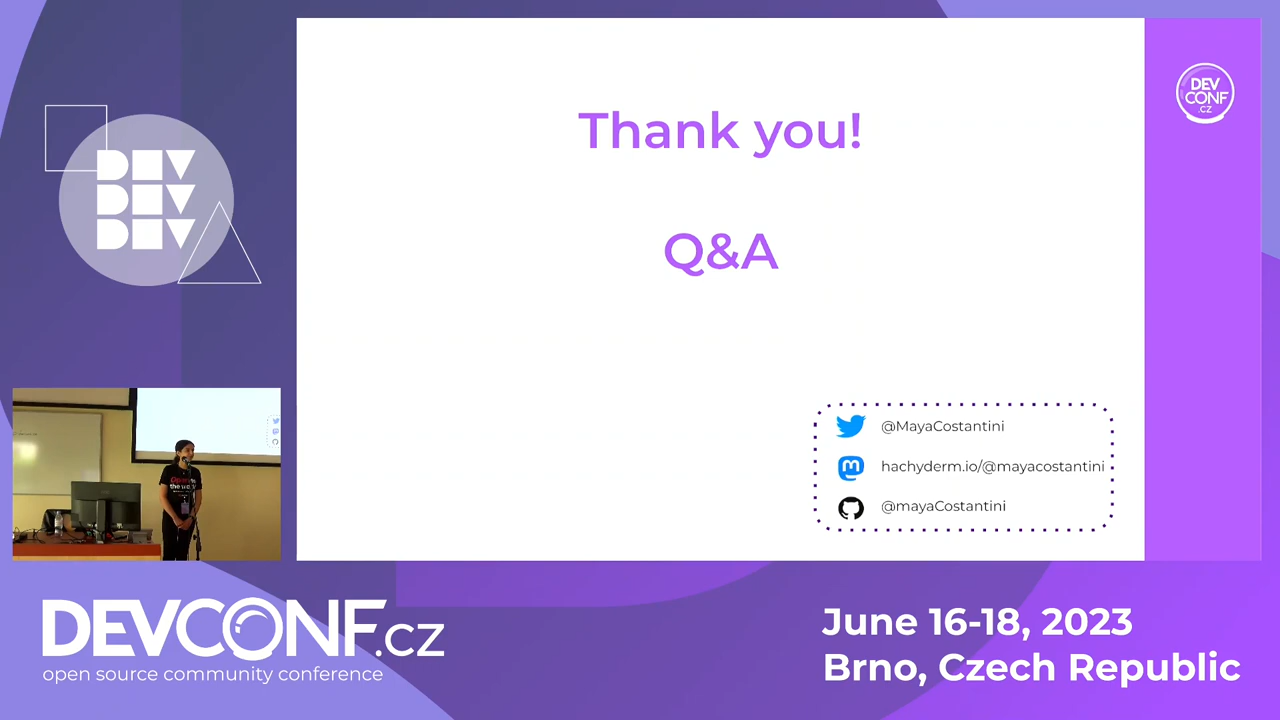 DEV
DEV
DEV
Thank you!
Q&A
DEV
CONF
.CZ
@MayaCostantini
hachyderm.io/@mayacostantini
@mayaCostantini
DEVCONF.cz
open source community conference
June 16-18, 2023
Brno, Czech Republic